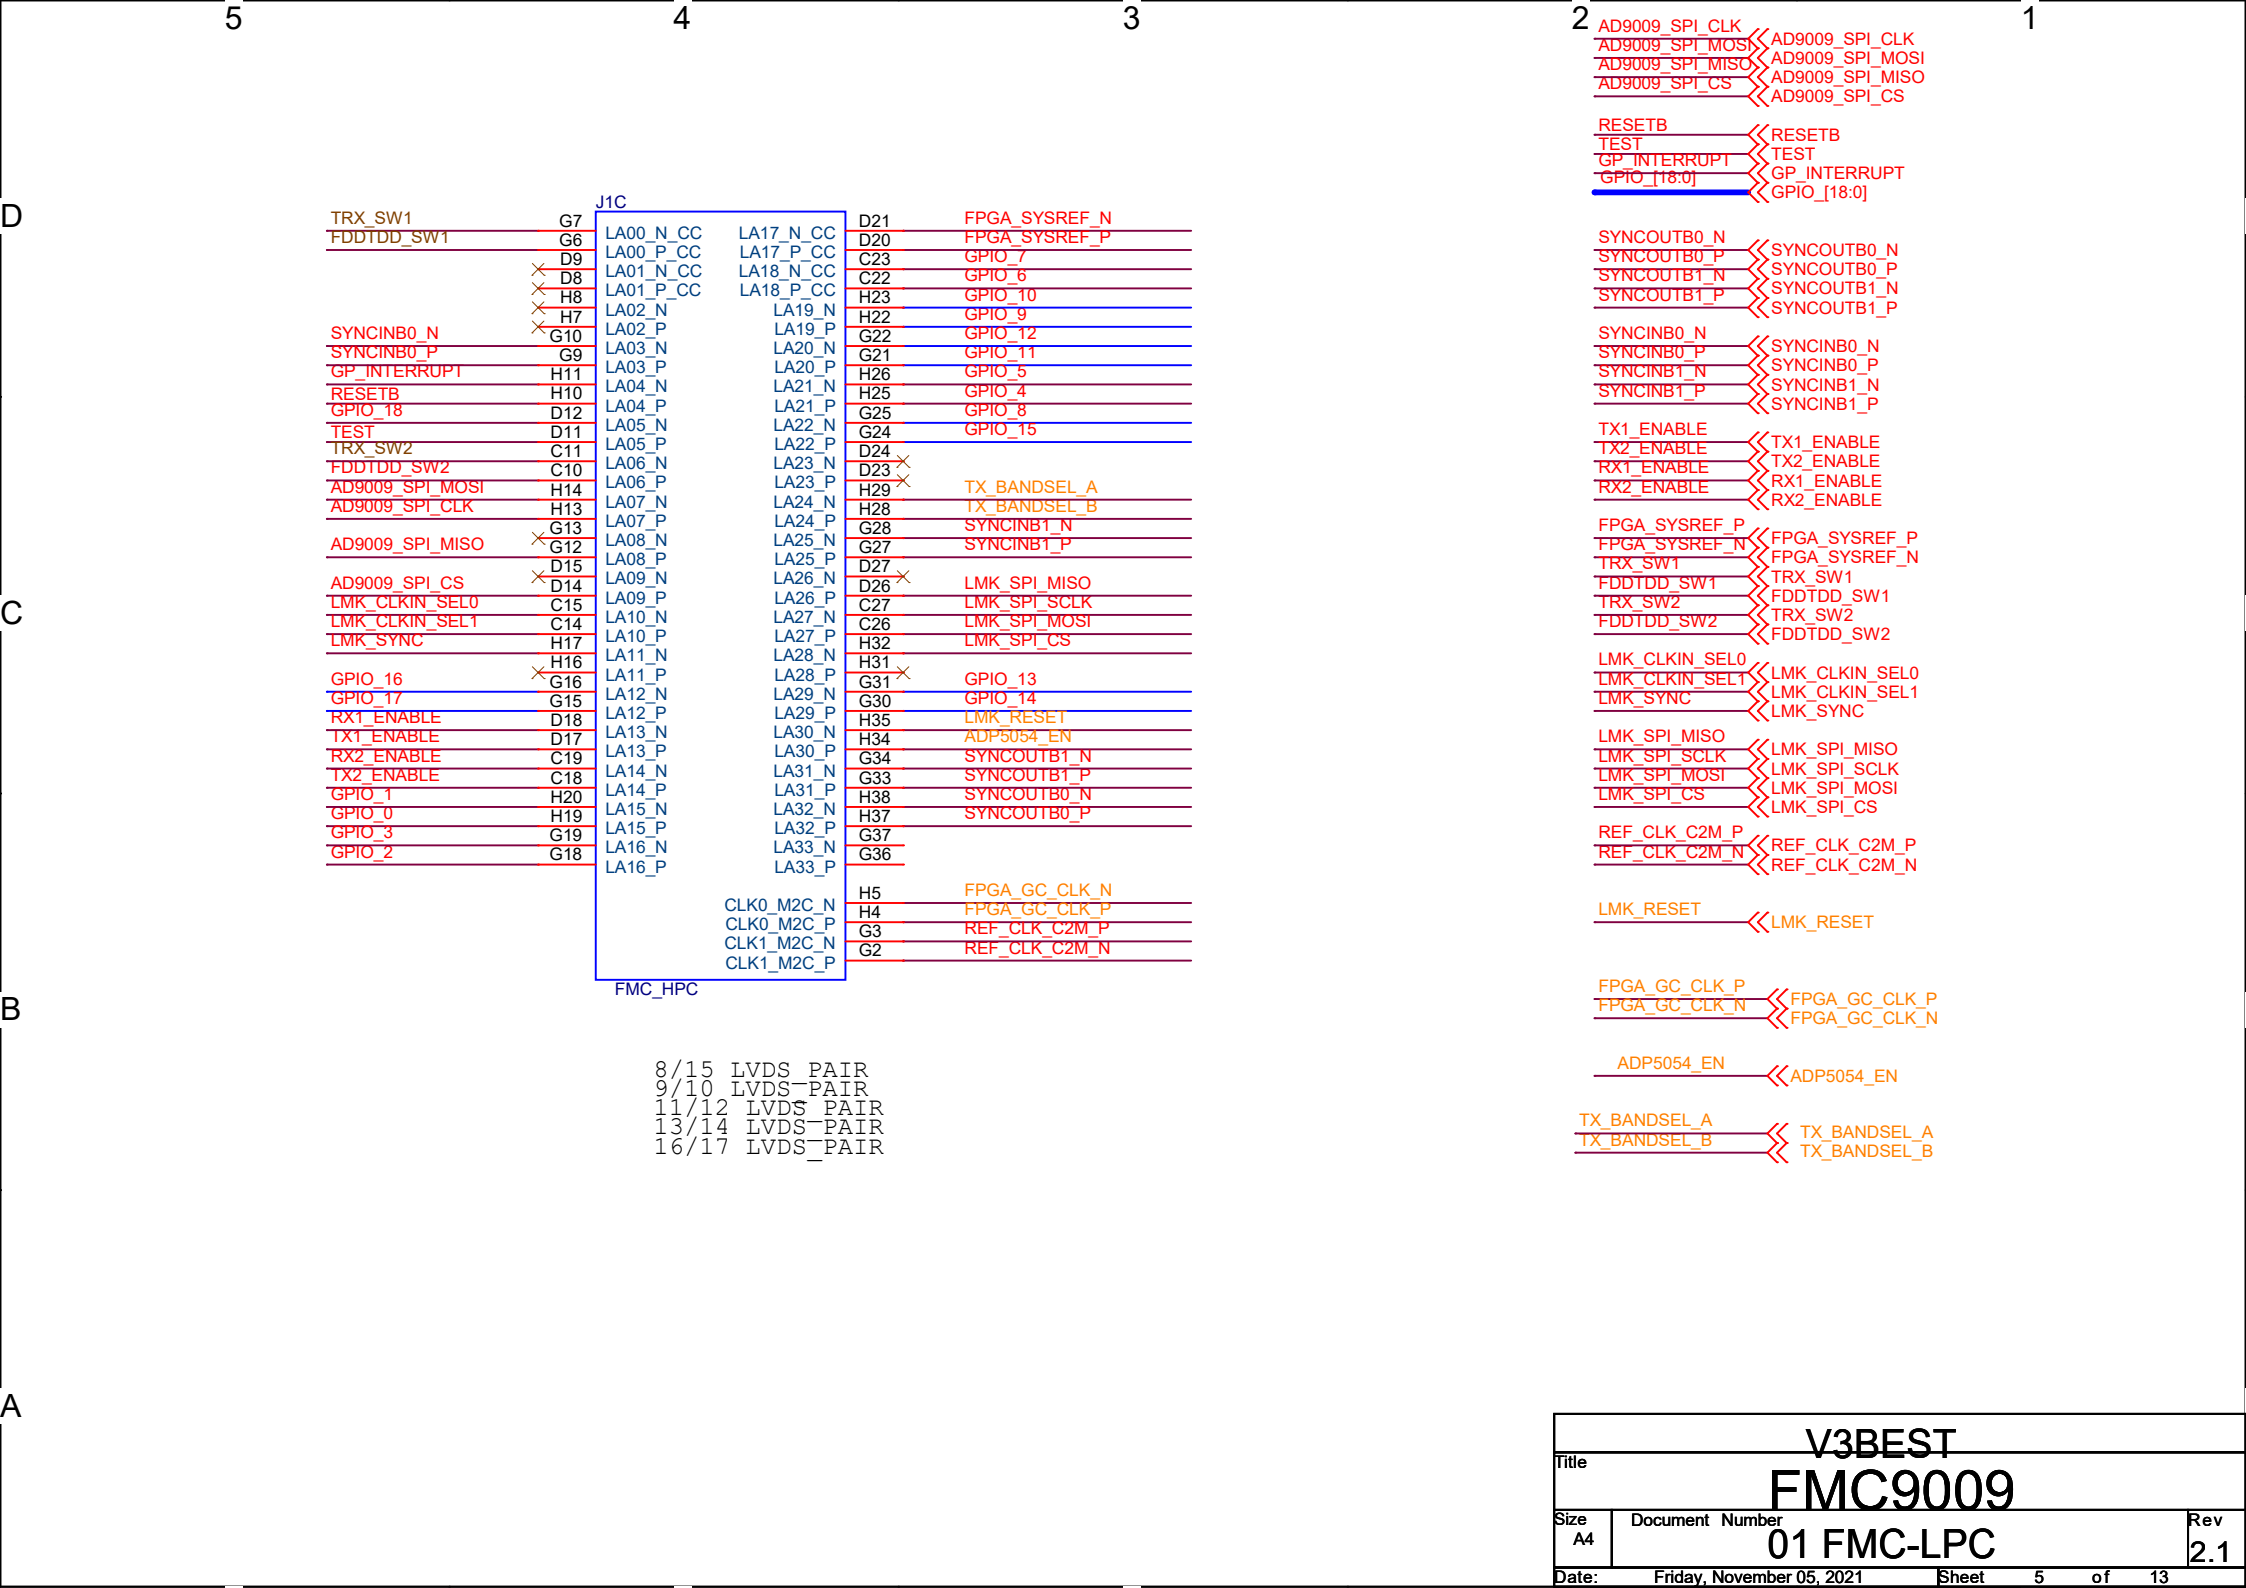 5 4 3 2 1
D
C
B
A
J1C
TRX_SW1 G7 LA00_N_CC LA17_N_CC D21 FPGA_SYSREF_N
FDDTDD_SW1 G6 LA00_P_CC LA17_P_CC D20 FPGA_SYSREF_P
D9 LA01_N_CC LA18_N_CC C23 GPIO_7
D8 LA01_P_CC LA18_P_CC C22 GPIO_6
H8 LA02_N LA19_N H23 GPIO_10
H7 LA02_P LA19_P H22 GPIO_9
SYNCINB0_N G10 LA03_N LA20_N G22 GPIO_12
SYNCINB0_P G9 LA03_P LA20_P G21 GPIO_11
GP_INTERRUPT H11 LA04_N LA21_N H26 GPIO_5
RESETB H10 LA04_P LA21_P H25 GPIO_4
GPIO_18 D12 LA05_N LA22_N G25 GPIO_8
TEST D11 LA05_P LA22_P G24 GPIO_15
TRX_SW2 C11 LA06_N LA23_N D24
FDDTDD_SW2 C10 LA06_P LA23_P D23
AD9009_SPI_MOSI H14 LA07_N LA24_N H29 TX_BANDSEL_A
AD9009_SPI_CLK H13 LA07_P LA24_P H28 TX_BANDSEL_B
G13 LA08_N LA25_N G28 SYNCINB1_N
AD9009_SPI_MISO G12 LA08_P LA25_P G27 SYNCINB1_P
D15 LA09_N LA26_N D27
AD9009_SPI_CS D14 LA09_P LA26_P D26 LMK_SPI_MISO
LMK_CLKIN_SEL0 C15 LA10_N LA27_N C27 LMK_SPI_SCLK
LMK_CLKIN_SEL1 C14 LA10_P LA27_P C26 LMK_SPI_MOSI
LMK_SYNC H17 LA11_N LA28_N H32 LMK_SPI_CS
H16 LA11_P LA28_P H31
GPIO_16 G16 LA12_N LA29_N G31 GPIO_13
GPIO_17 G15 LA12_P LA29_P G30 GPIO_14
RX1_ENABLE D18 LA13_N LA30_N H35 LMK_RESET
TX1_ENABLE D17 LA13_P LA30_P H34 ADP5054_EN
RX2_ENABLE C19 LA14_N LA31_N G34 SYNCOUTB1_N
TX2_ENABLE C18 LA14_P LA31_P G33 SYNCOUTB1_P
GPIO_1 H20 LA15_N LA32_N H38 SYNCOUTB0_N
GPIO_0 H19 LA15_P LA32_P H37 SYNCOUTB0_P
GPIO_3 G19 LA16_N LA33_N G37
GPIO_2 G18 LA16_P LA33_P G36
CLK0_M2C_N H5 FPGA_GC_CLK_N
CLK0_M2C_P H4 FPGA_GC_CLK_P
CLK1_M2C_N G3 REF_CLK_C2M_P
CLK1_M2C_P G2 REF_CLK_C2M_N
FMC_HPC
8/15 LVDS_PAIR
9/10 LVDS_PAIR
11/12 LVDS_PAIR
13/14 LVDS_PAIR
16/17 LVDS_PAIR
AD9009_SPI_CLK AD9009_SPI_CLK
AD9009_SPI_MOSI AD9009_SPI_MOSI
AD9009_SPI_MISO AD9009_SPI_MISO
AD9009_SPI_CS AD9009_SPI_CS
RESETB RESETB
TEST TEST
GP_INTERRUPT GP_INTERRUPT
GPIO_[18:0] GPIO_[18:0]
SYNCOUTB0_N SYNCOUTB0_N
SYNCOUTB0_P SYNCOUTB0_P
SYNCOUTB1_N SYNCOUTB1_N
SYNCOUTB1_P SYNCOUTB1_P
SYNCINB0_N SYNCINB0_N
SYNCINB0_P SYNCINB0_P
SYNCINB1_N SYNCINB1_N
SYNCINB1_P SYNCINB1_P
TX1_ENABLE TX1_ENABLE
TX2_ENABLE TX2_ENABLE
RX1_ENABLE RX1_ENABLE
RX2_ENABLE RX2_ENABLE
FPGA_SYSREF_P FPGA_SYSREF_P
FPGA_SYSREF_N FPGA_SYSREF_N
TRX_SW1 TRX_SW1
FDDTDD_SW1 FDDTDD_SW1
TRX_SW2 TRX_SW2
FDDTDD_SW2 FDDTDD_SW2
LMK_CLKIN_SEL0 LMK_CLKIN_SEL0
LMK_CLKIN_SEL1 LMK_CLKIN_SEL1
LMK_SYNC LMK_SYNC
LMK_SPI_MISO LMK_SPI_MISO
LMK_SPI_SCLK LMK_SPI_SCLK
LMK_SPI_MOSI LMK_SPI_MOSI
LMK_SPI_CS LMK_SPI_CS
REF_CLK_C2M_P REF_CLK_C2M_P
REF_CLK_C2M_N REF_CLK_C2M_N
LMK_RESET LMK_RESET
FPGA_GC_CLK_P FPGA_GC_CLK_P
FPGA_GC_CLK_N FPGA_GC_CLK_N
ADP5054_EN ADP5054_EN
TX_BANDSEL_A TX_BANDSEL_A
TX_BANDSEL_B TX_BANDSEL_B
V3BEST
Title
FMC9009
Size Document Number Rev
A4 01 FMC-LPC 2.1
Date: Friday, November 05, 2021 Sheet 5 of 13